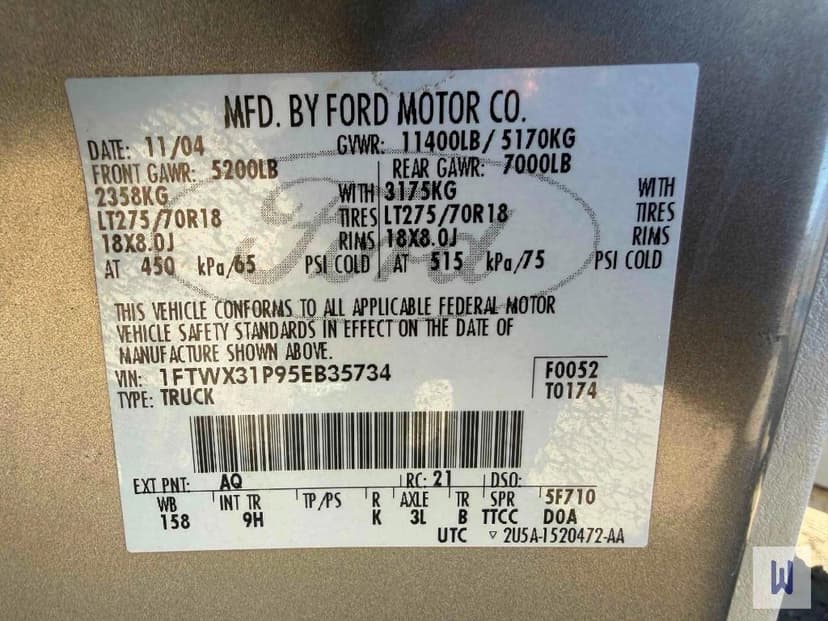 MFD. BY FORD MOTOR CO.
DATE: 11/04 GVWR: 11400LB/ 5170KG
FRONT GAWR: 5200LB REAR GAWR: 7000LB
2358KG WITH 3175KG WITH
LT275/70R18 TIRES LT275/70R18 TIRES
18X8.0J RIMS 18X8.0J RIMS
AT 450 kPa/65 PSI COLD AT 515 kPa/75 PSI COLD
Ford
THIS VEHICLE CONFORMS TO ALL APPLICABLE FEDERAL MOTOR
VEHICLE SAFETY STANDARDS IN EFFECT ON THE DATE OF
MANUFACTURE SHOWN ABOVE.
VIN: 1FTWX31P95EB35734 F0052
TYPE: TRUCK T0174
EXT PNT: AQ RC: 21 DSO:
WB INT TR TP/PS R AXLE TR SPR 5F710
158 9H K 3L B TTCC DOA
UTC ▽ 2U5A-1520472-AA
W